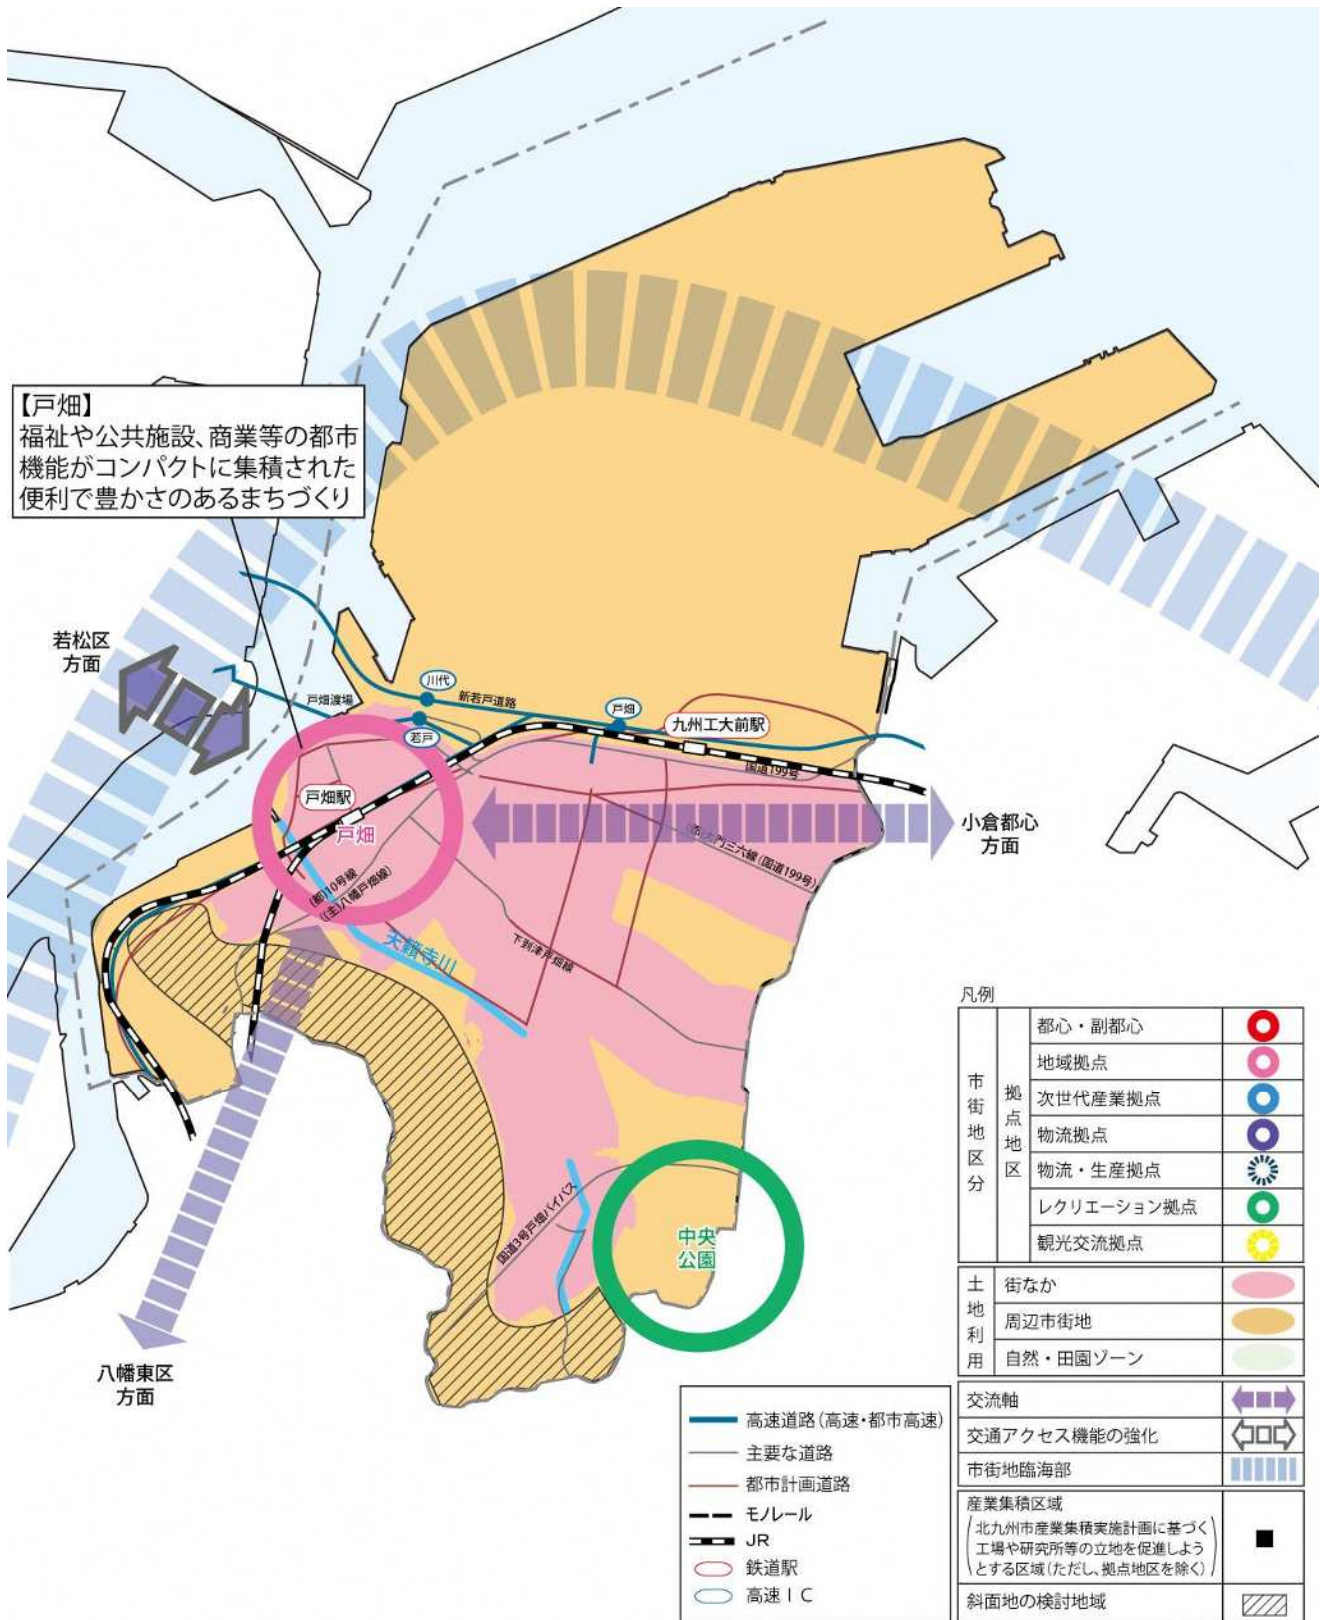 【戸畑】
福祉や公共施設、商業等の都市
機能がコンパクトに集積された
便利で豊かさのあるまちづくり
若松区
方面
戸畑渡場
川代
新若戸道路
若戸
戸畑
九州工大前駅
国道199号
戸畑駅
戸畑
小倉都心
方面
(都)大門三六線(国道199号)
(都)10号線
((主)八幡戸畑線)
天籟寺川
下到津戸畑線
国道3号戸畑バイパス
中央
公園
八幡東区
方面
凡例
市街地区分
拠点地区
都心・副都心
地域拠点
次世代産業拠点
物流拠点
物流・生産拠点
レクリエーション拠点
観光交流拠点
土地利用
街なか
周辺市街地
自然・田園ゾーン
交流軸
交通アクセス機能の強化
市街地臨海部
産業集積区域
(北九州市産業集積実施計画に基づく
工場や研究所等の立地を促進しよう
とする区域(ただし、拠点地区を除く))
斜面地の検討地域
高速道路(高速・都市高速)
主要な道路
都市計画道路
モノレール
JR
鉄道駅
高速IC